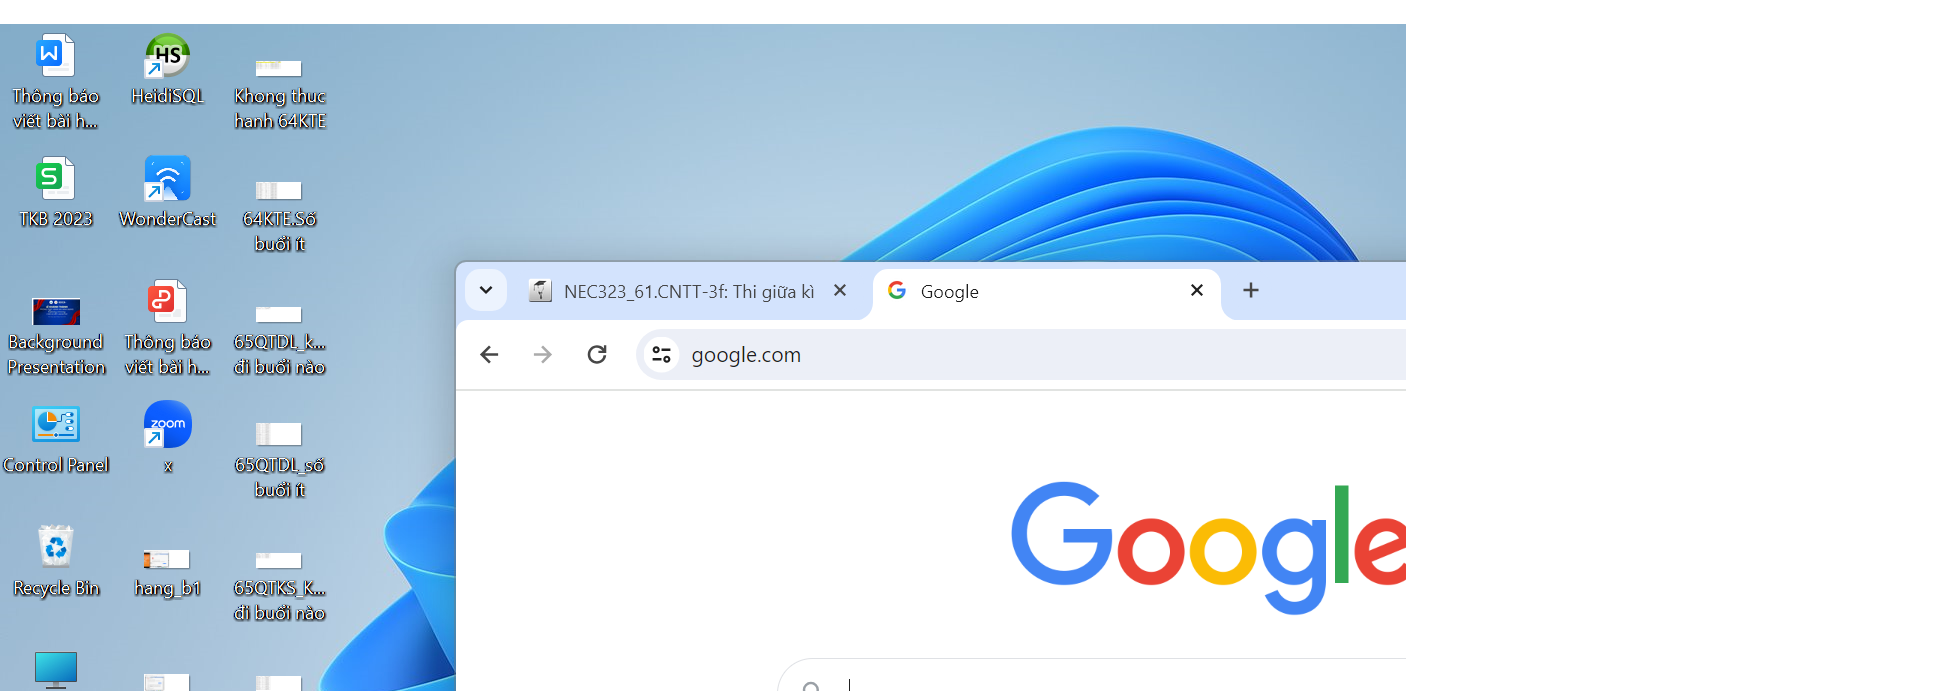 Thông báo
viết bài h...
HeidiSQL
Khong thuc
hanh 64KTE
TKB 2023
WonderCast
64KTE.Số
buổi ít
Background
Presentation
Thông báo
viết bài h...
65QTDL_k...
đi buổi nào
Control Panel
zoom
x
65QTDL_số
buổi ít
Recycle Bin
hang_b1
65QTKS_K...
đi buổi nào
NEC323_61.CNTT-3f: Thi giữa kì
Google
google.com
Google